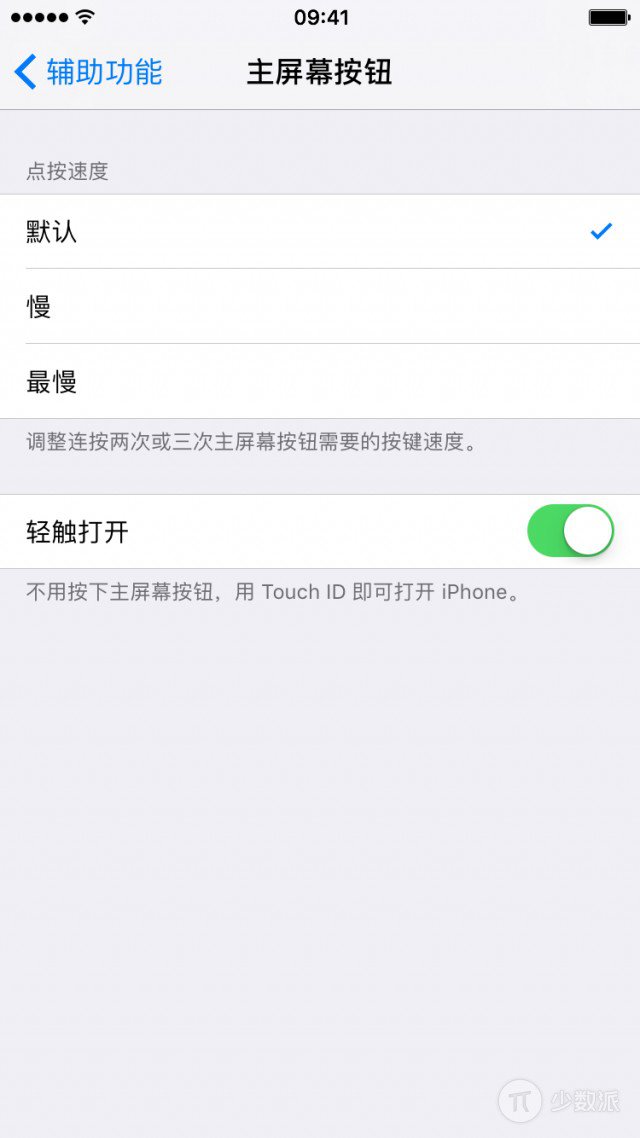 09:41
辅助功能 主屏幕按钮
点按速度
默认
慢
最慢
调整连按两次或三次主屏幕按钮需要的按键速度。
轻触打开
不用按下主屏幕按钮，用 Touch ID 即可打开 iPhone。
少数派